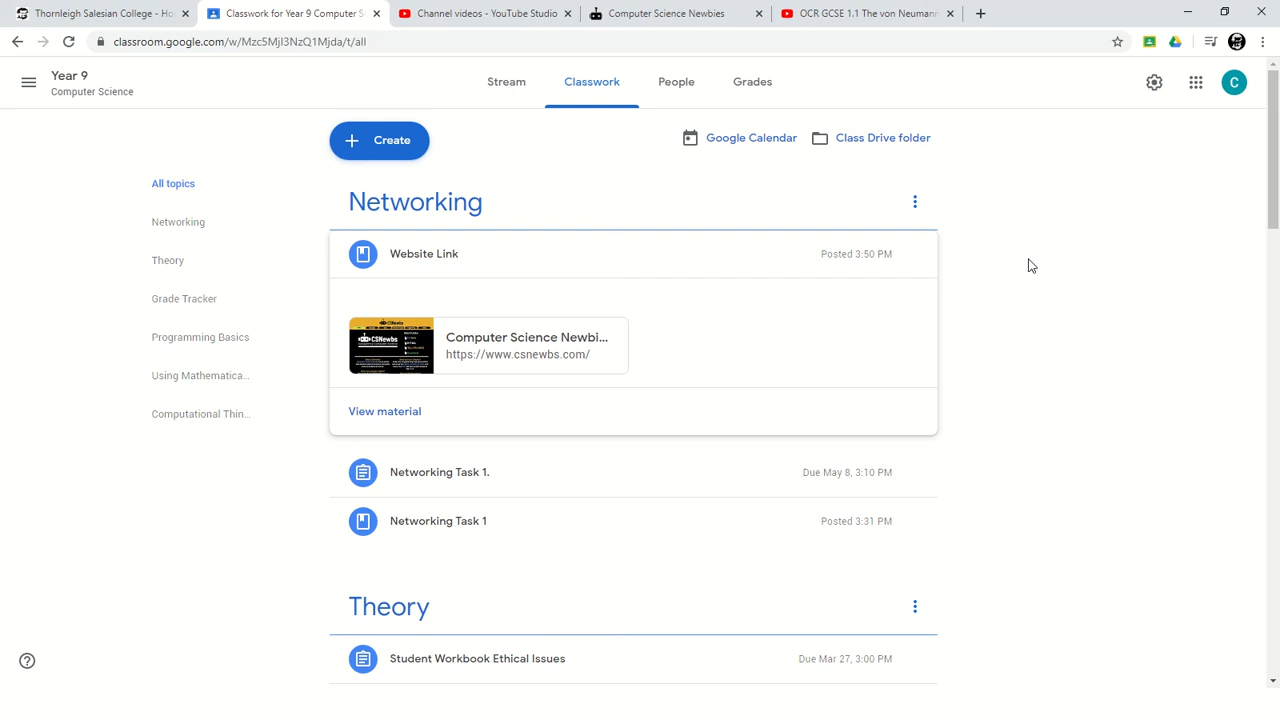 Thornleigh Salesian College - Ho
Classwork for Year 9 Computer S
Channel videos - YouTube Studio
Computer Science Newbies
OCR GCSE 1.1 The von Neumann
classroom.google.com/w/Mzc5MjI3NzQ1Mjda/t/all
Year 9
Computer Science
Stream
Classwork
People
Grades
C
Create
Google Calendar
Class Drive folder
All topics
Networking
Theory
Grade Tracker
Programming Basics
Using Mathematica...
Computational Thin...
Networking
Website Link
Posted 3:50 PM
CSNewbs
Computer Science Newbi...
https://www.csnewbs.com/
View material
Networking Task 1.
Due May 8, 3:10 PM
Networking Task 1
Posted 3:31 PM
Theory
Student Workbook Ethical Issues
Due Mar 27, 3:00 PM